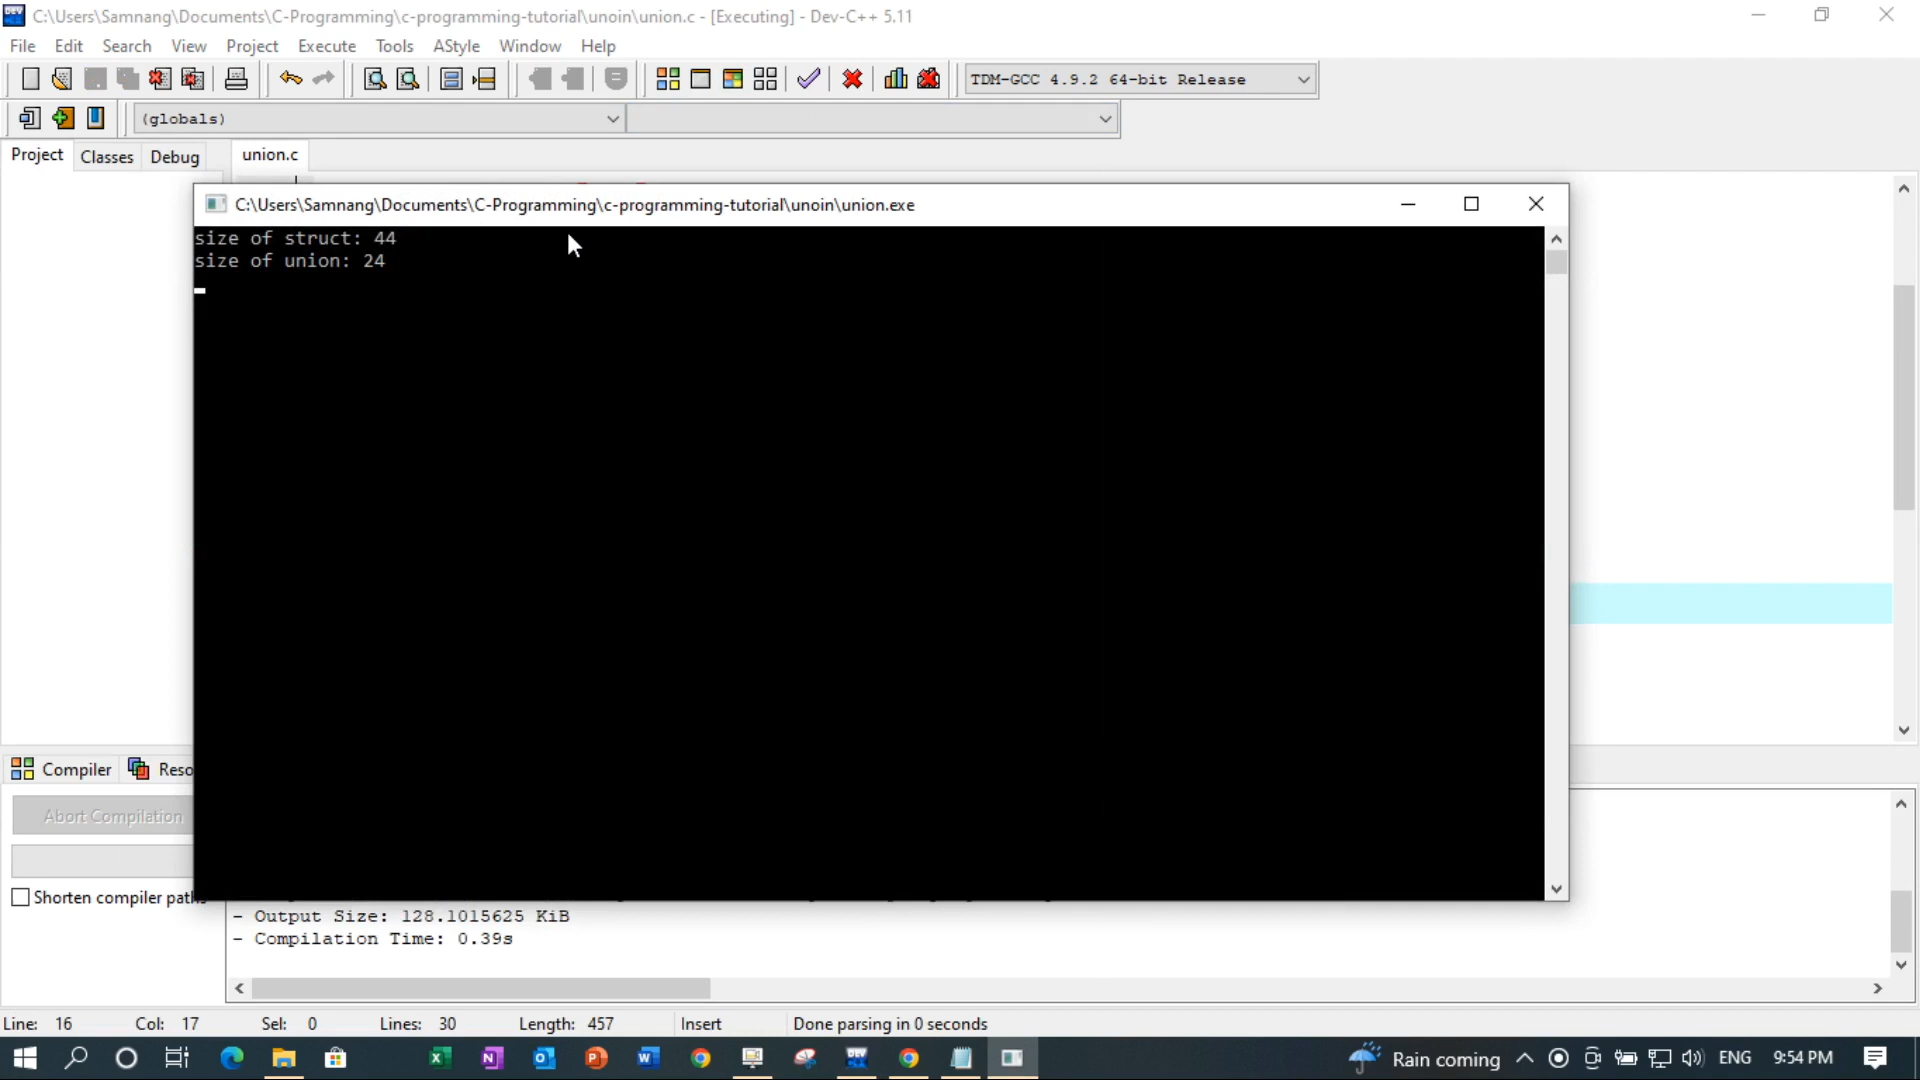 C:\Users\Samnang\Documents\C-Programming\c-programming-tutorial\unoin\union.c - [Executing] - Dev-C++ 5.11
File Edit Search View Project Execute Tools AStyle Window Help
TDM-GCC 4.9.2 64-bit Release
(globals)
Project Classes Debug union.c
C:\Users\Samnang\Documents\C-Programming\c-programming-tutorial\unoin\union.exe
size of struct: 44
size of union: 24
Compiler Reso
Abort Compilation
Shorten compiler path
- Output Size: 128.1015625 KiB
- Compilation Time: 0.39s
Line: 16 Col: 17 Sel: 0 Lines: 30 Length: 457 Insert Done parsing in 0 seconds
Rain coming ENG 9:54 PM